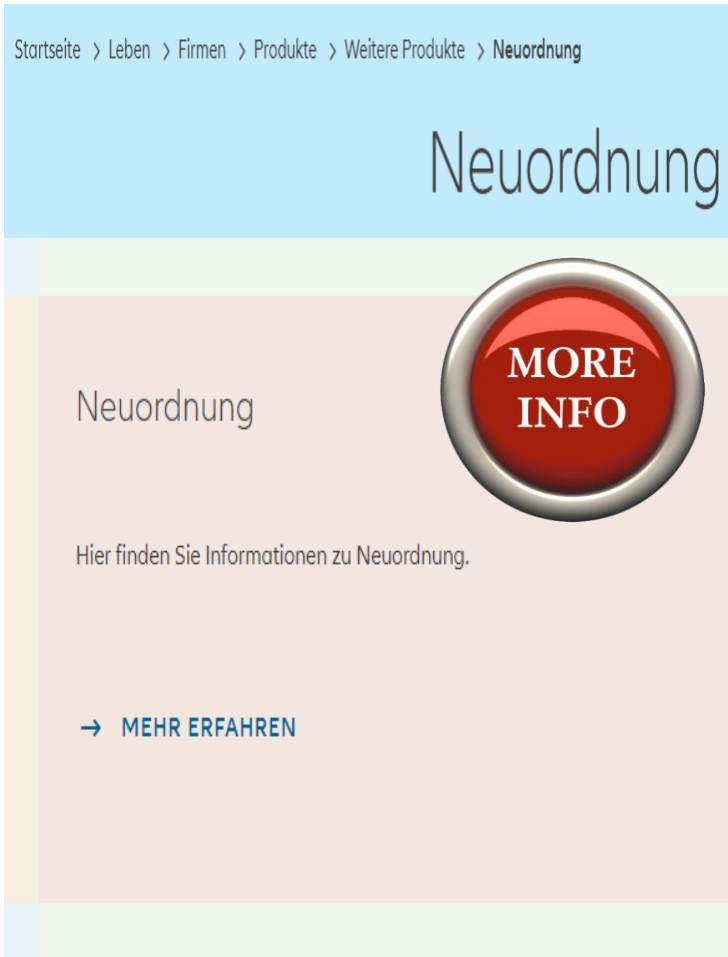 Startseite > Leben > Firmen > Produkte > Weitere Produkte > Neuordnung
Neuordnung
MORE
INFO
Neuordnung
Hier finden Sie Informationen zu Neuordnung.
→ MEHR ERFAHREN